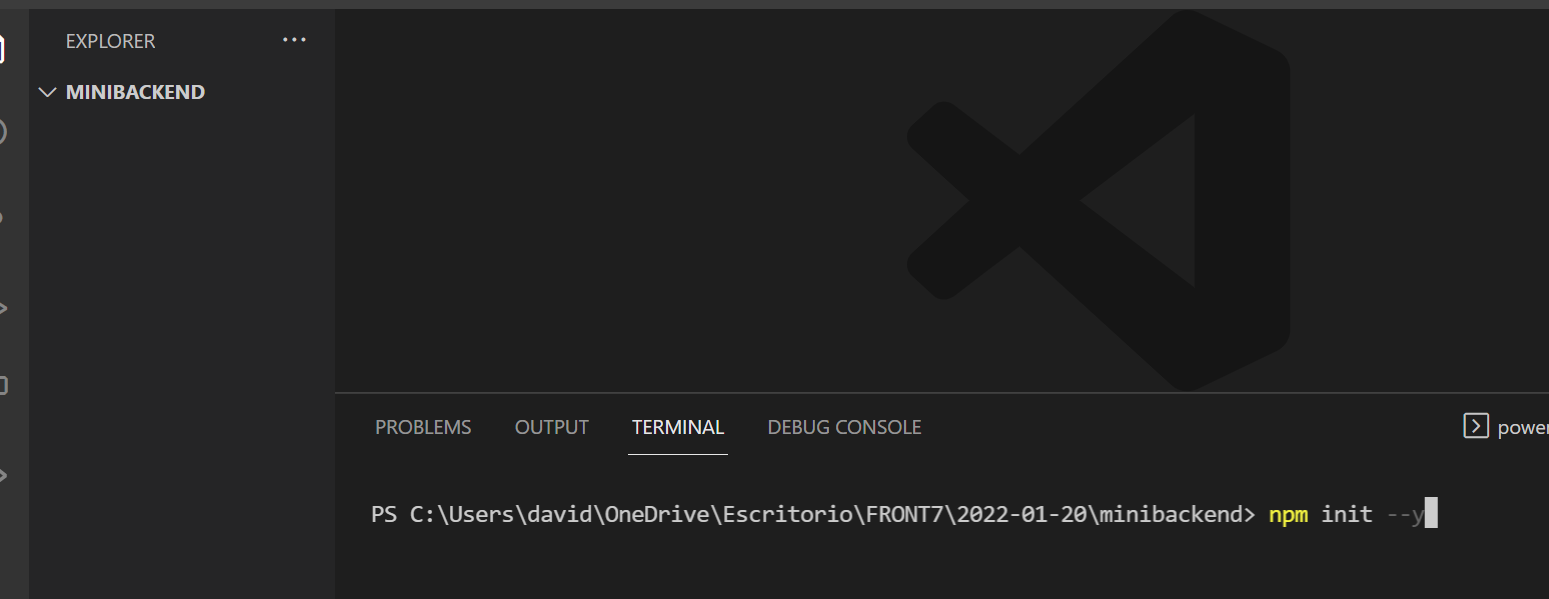 EXPLORER
MINIBACKEND
PROBLEMS OUTPUT TERMINAL DEBUG CONSOLE power
PS C:\Users\david\OneDrive\Escritorio\FRONT7\2022-01-20\minibackend> npm init --y